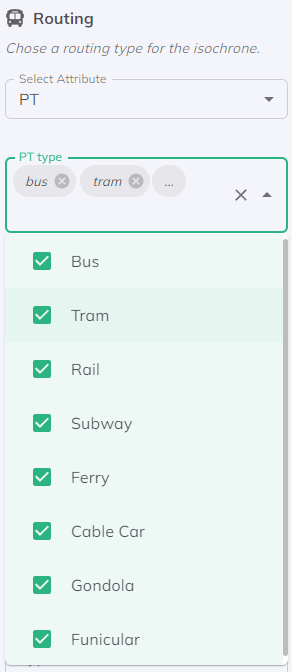 Routing
Chose a routing type for the isochrone.
Select Attribute
PT
PT type
bus tram ...
Bus
Tram
Rail
Subway
Ferry
Cable Car
Gondola
Funicular